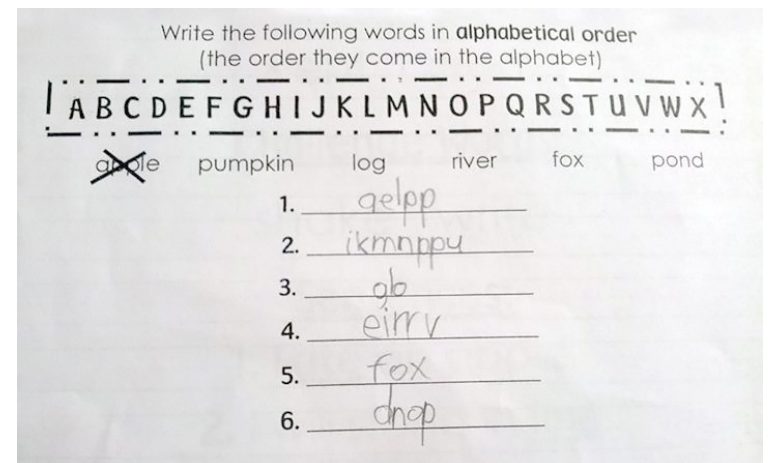 Write the following words in alphabetical order
(the order they come in the alphabet)
A B C D E F G H I J K L M N O P Q R S T U V W X
apple pumpkin log river fox pond
1. aelpp
2. ikmnppu
3. glo
4. eirrv
5. fox
6. dnop